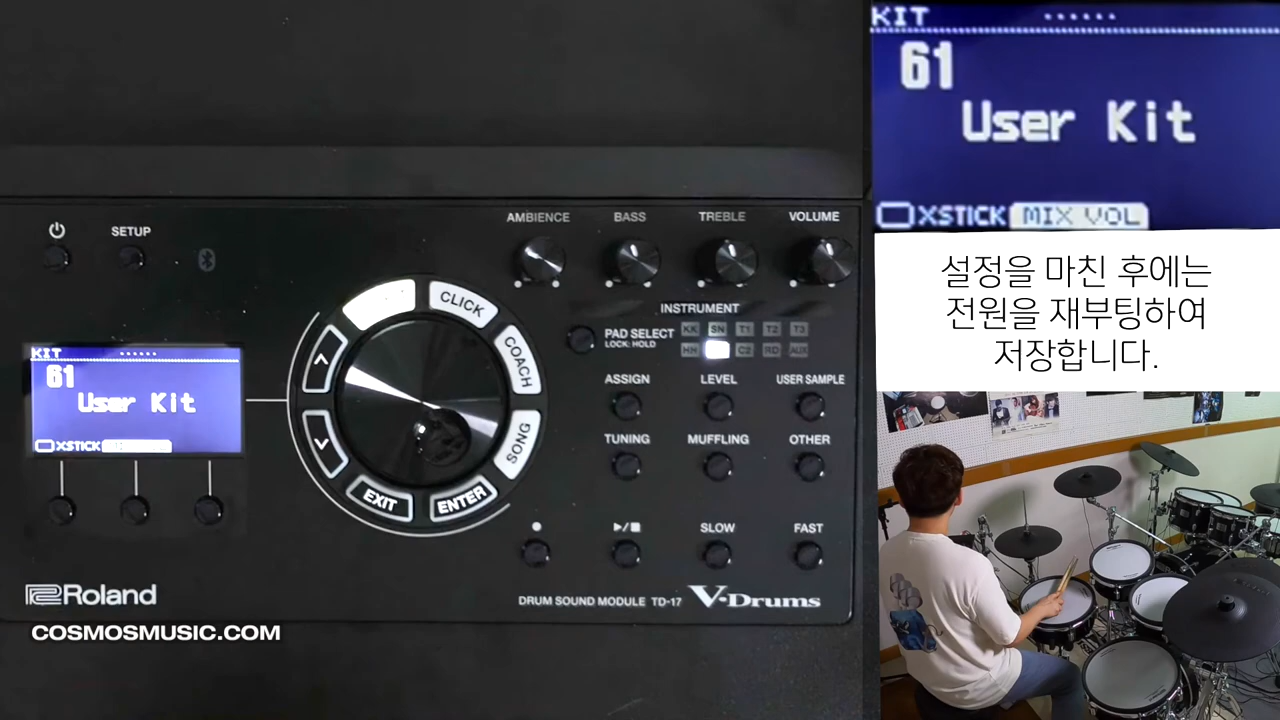 KIT
61
User Kit
XSTICK MIX VOL
설정을 마친 후에는
전원을 재부팅하여
저장합니다.
AMBIENCE BASS TREBLE VOLUME
SETUP
INSTRUMENT
PAD SELECT
LOCK: HOLD
KK SN T1 T2 T3
HH C2 RD AUX
CLICK
COACH
SONG
ENTER
EXIT
KIT
61
User Kit
XSTICK
ASSIGN LEVEL USER SAMPLE
TUNING MUFFLING OTHER
SLOW FAST
Roland
DRUM SOUND MODULE TD-17 V-Drums
COSMOSMUSIC.COM